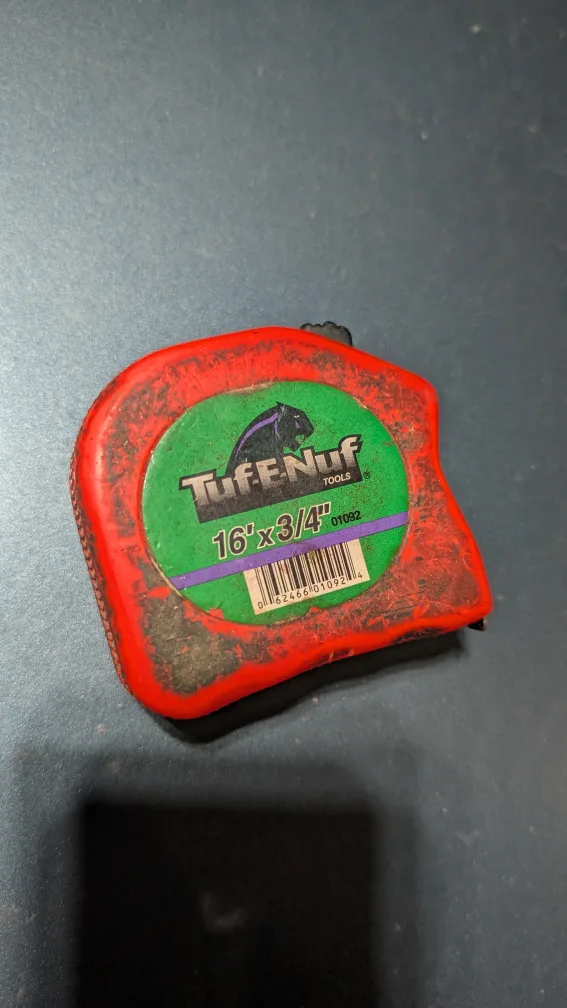 Tuf-E-Nuf®
TOOLS
16' x 3/4" 01092
0 62466 01092 4